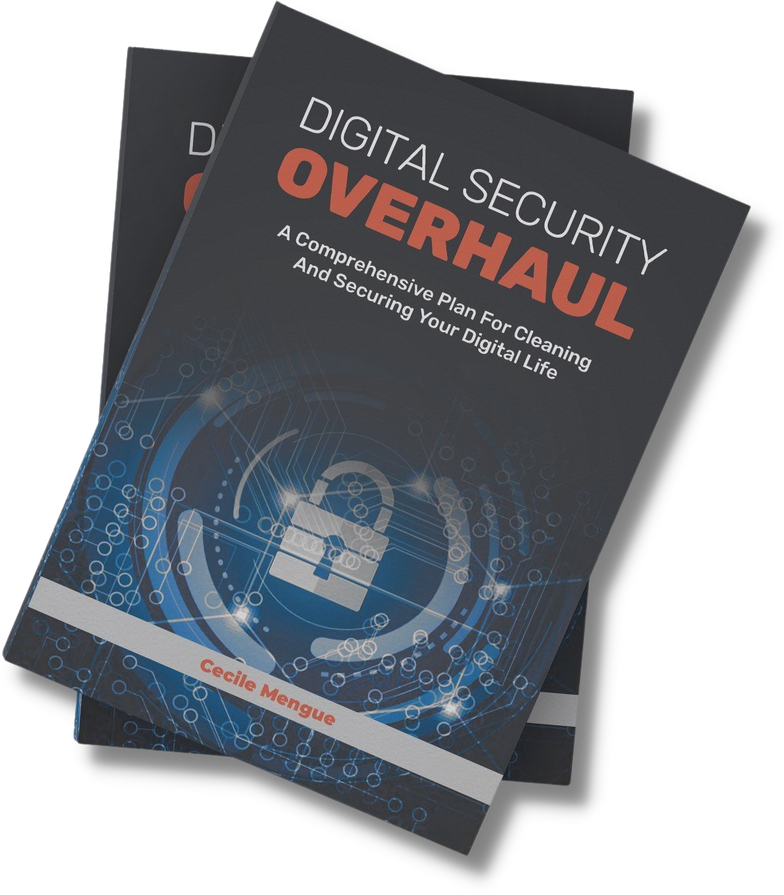 DIGITAL SECURITY
OVERHAUL
A Comprehensive Plan For Cleaning
And Securing Your Digital Life
Cecile Mengue